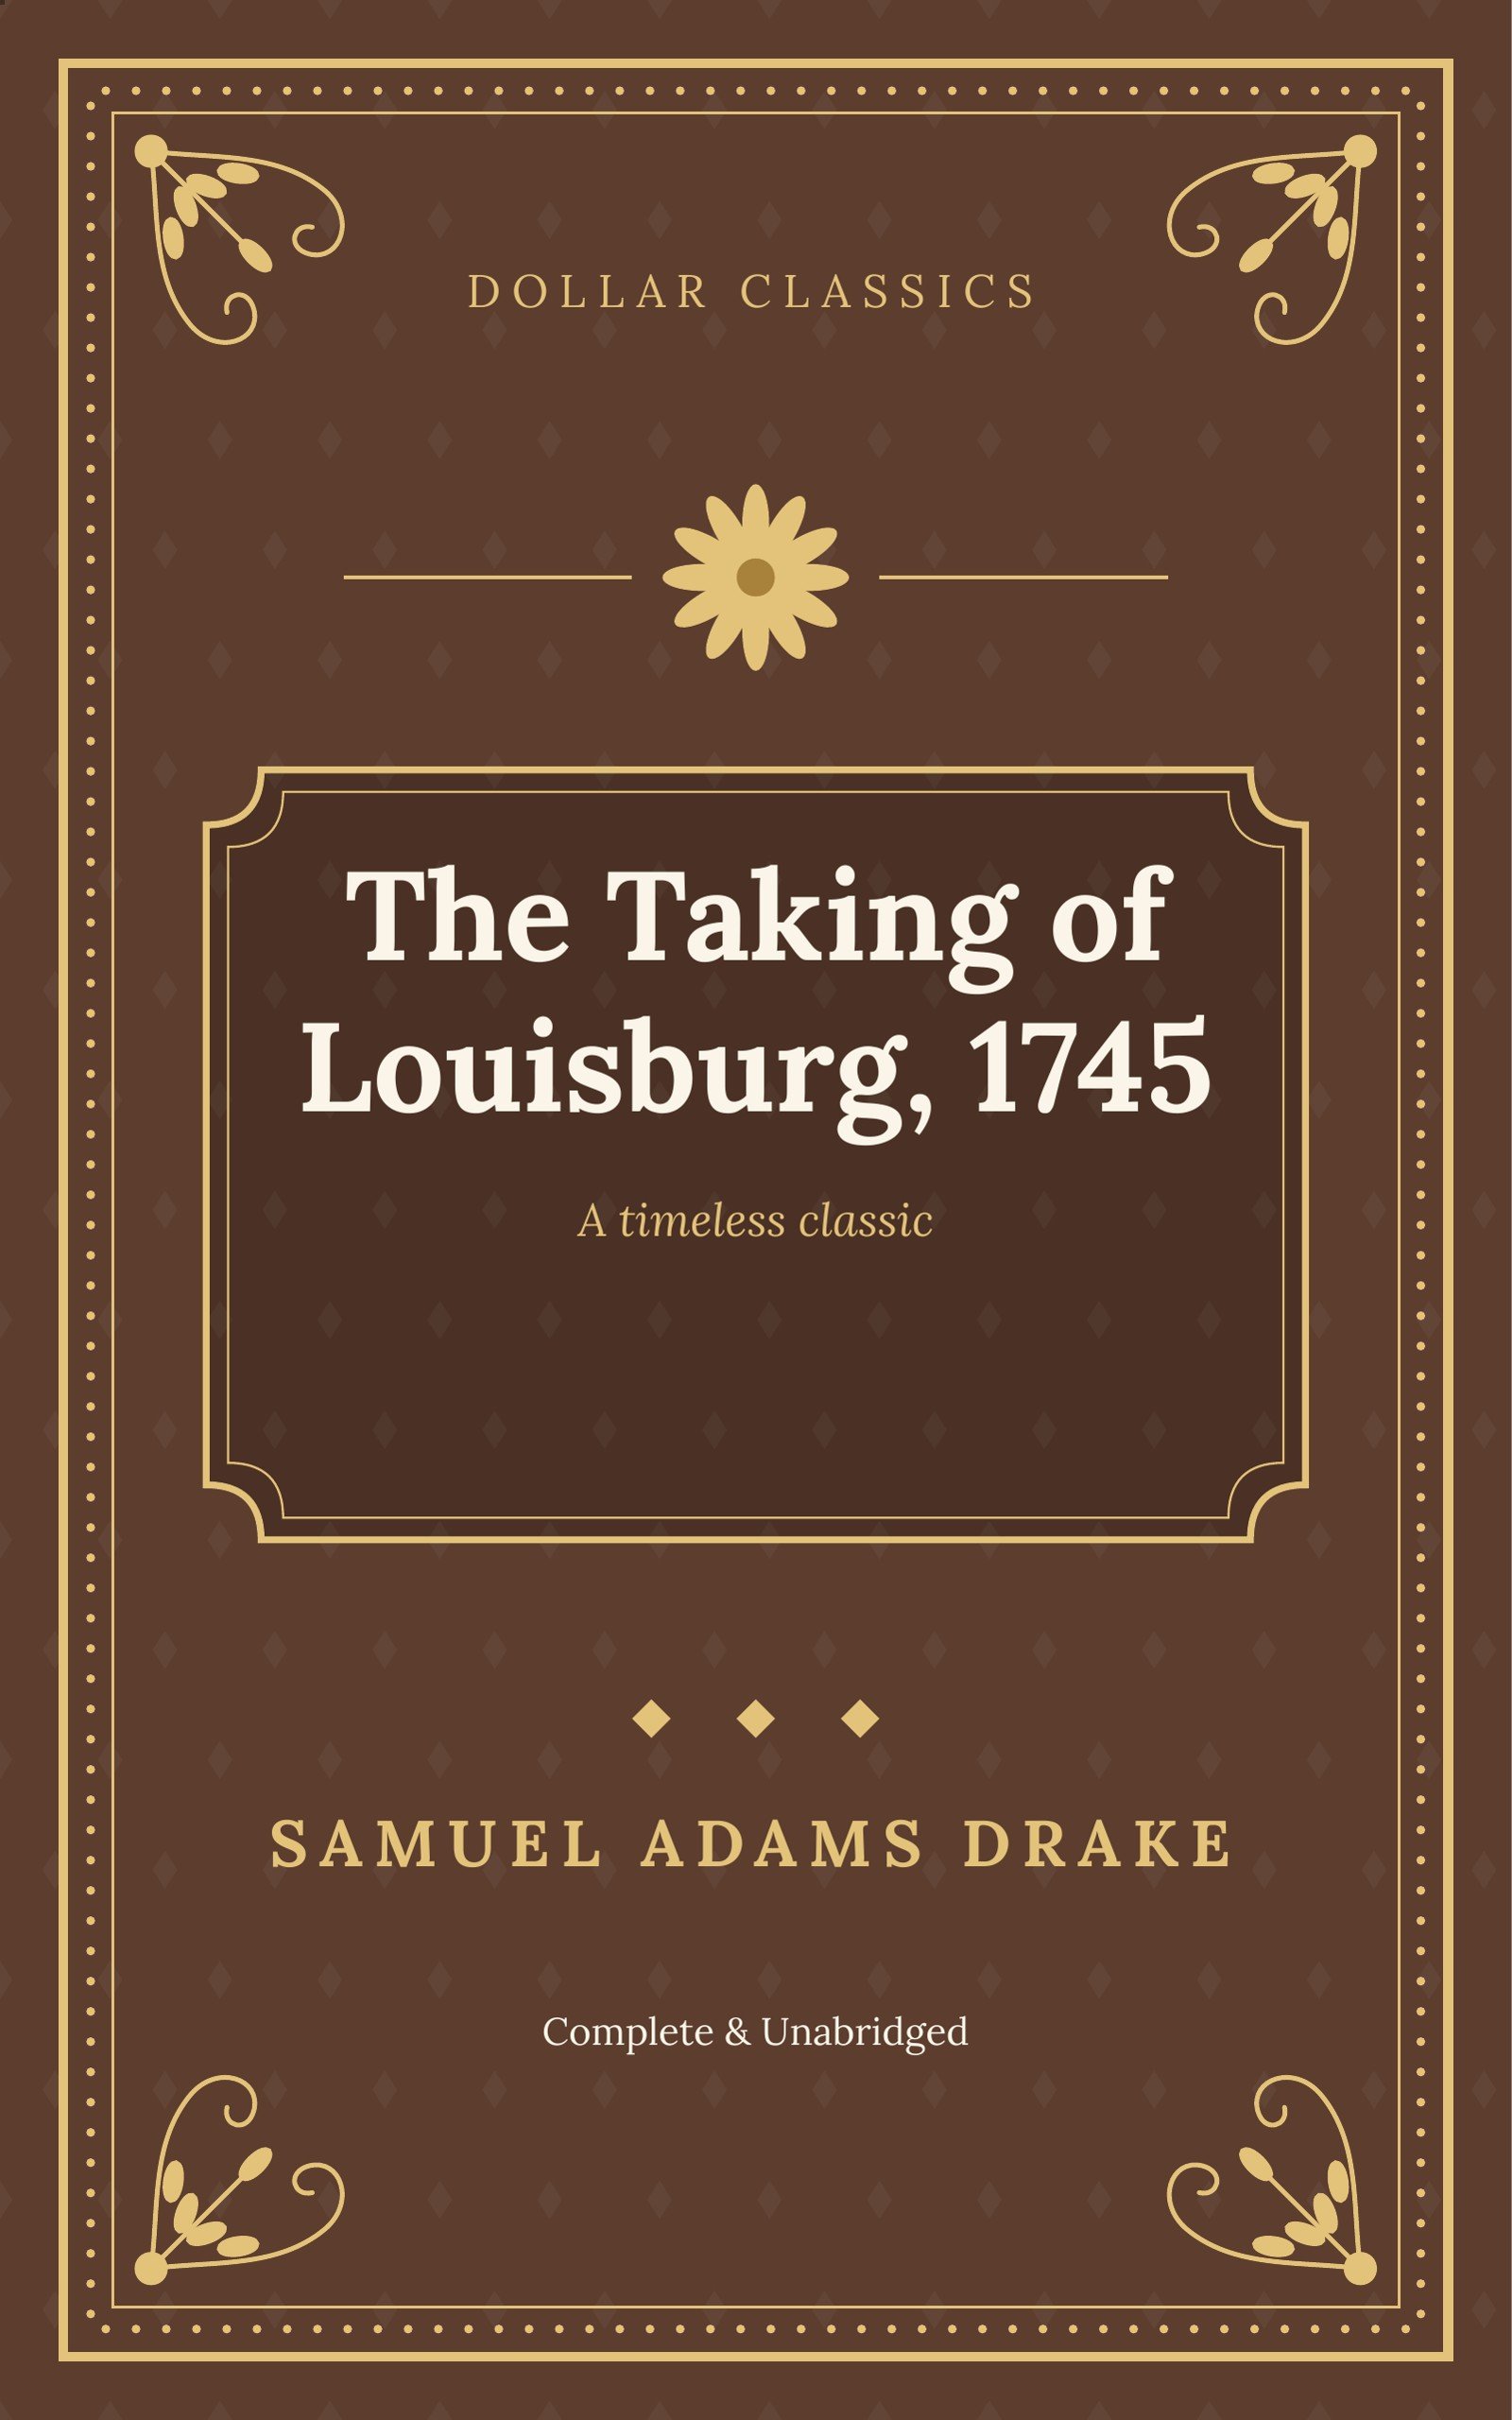 DOLLAR CLASSICS
The Taking of
Louisburg, 1745
A timeless classic
SAMUEL ADAMS DRAKE
Complete & Unabridged